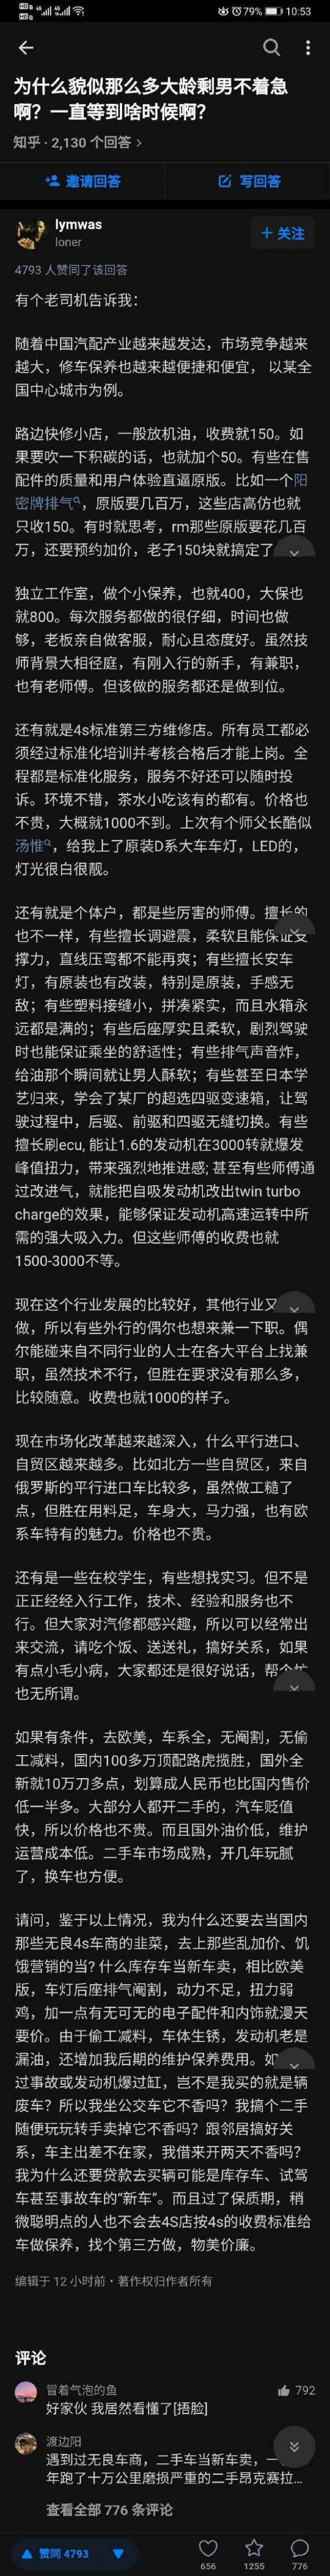 79% 10:53
为什么貌似那么多大龄剩男不着急
啊？一直等到啥时候啊？
知乎 · 2,130 个回答 >
邀请回答
写回答
lymwas
loner
+ 关注
4793 人赞同了该回答
有个老司机告诉我：
随着中国汽配产业越来越发达，市场竞争越来
越大，修车保养也越来越便捷和便宜， 以某全
国中心城市为例。
路边快修小店，一般放机油，收费就150。如
果要吹一下积碳的话，也就加个50。有些在售
配件的质量和用户体验直逼原版。比如一个阳
密牌排气，原版要几百万，这些店高仿也就
只收150。有时就思考，rm那些原版要花几百
万，还要预约加价，老子150块就搞定了
独立工作室，做个小保养，也就400，大保也
就800。每次服务都做的很仔细，时间也做
够，老板亲自做客服，耐心且态度好。虽然技
师背景大相径庭，有刚入行的新手，有兼职，
也有老师傅。但该做的服务都还是做到位。
还有就是4s标准第三方维修店。所有员工都必
须经过标准化培训并考核合格后才能上岗。全
程都是标准化服务，服务不好还可以随时投
诉。环境不错，茶水小吃该有的都有。价格也
不贵，大概就1000不到。上次有个师父长酷似
汤惟，给我上了原装D系大车车灯，LED的，
灯光很白很靓。
还有就是个体户，都是些厉害的师傅。擅长的
也不一样，有些擅长调避震，柔软且能保证支
撑力，直线压弯都不能再爽；有些擅长安车
灯，有原装也有改装，特别是原装，手感无
敌；有些塑料接缝小，拼凑紧实，而且水箱永
远都是满的；有些后座厚实且柔软，剧烈驾驶
时也能保证乘坐的舒适性；有些排气声音炸，
给油那个瞬间就让男人酥软；有些甚至日本学
艺归来，学会了某厂的超选四驱变速箱，让驾
驶过程中，后驱、前驱和四驱无缝切换。有些
擅长刷ecu, 能让1.6的发动机在3000转就爆发
峰值扭力，带来强烈地推进感; 甚至有些师傅通
过改进气，就能把自吸发动机改出twin turbo
charge的效果，能够保证发动机高速运转中所
需的强大吸入力。但这些师傅的收费也就
1500-3000不等。
现在这个行业发展的比较好，其他行业又
做，所以有些外行的偶尔也想来兼一下职。偶
尔能碰来自不同行业的人士在各大平台上找兼
职，虽然技术不行，但胜在要求没有那么多，
比较随意。收费也就1000的样子。
现在市场化改革越来越深入，什么平行进口、
自贸区越来越多。比如北方一些自贸区，来自
俄罗斯的平行进口车比较多，虽然做工糙了
点，但胜在用料足，车身大，马力强，也有欧
系车特有的魅力。价格也不贵。
还有是一些在校学生，有些想找实习。但不是
正正经经入行工作，技术、经验和服务也不
行。但大家对汽修都感兴趣，所以可以经常出
来交流，请吃个饭、送送礼，搞好关系，如果
有点小毛小病，大家都还是很好说话，帮个忙
也无所谓。
如果有条件，去欧美，车系全，无阉割，无偷
工减料，国内100多万顶配路虎揽胜，国外全
新就10万刀多点，划算成人民币也比国内售价
低一半多。大部分人都开二手的，汽车贬值
快，所以价格也不贵。而且国外油价低，维护
运营成本低。二手车市场成熟，开几年玩腻
了，换车也方便。
请问，鉴于以上情况，我为什么还要去当国内
那些无良4s车商的韭菜，去上那些乱加价、饥
饿营销的当? 什么库存车当新车卖，相比欧美
版，车灯后座排气阉割，动力不足，扭力弱
鸡，加一点有无可无的电子配件和内饰就漫天
要价。由于偷工减料，车体生锈，发动机老是
漏油，还增加我后期的维护保养费用。如
过事故或发动机爆过缸，岂不是我买的就是辆
废车？所以我坐公交车它不香吗？我搞个二手
随便玩玩转手卖掉它不香吗？跟邻居搞好关
系，车主出差不在家，我借来开两天不香吗？
我为什么还要贷款去买辆可能是库存车、试驾
车甚至事故车的“新车”。而且过了保质期，稍
微聪明点的人也不会去4S店按4s的收费标准给
车做保养，找个第三方做，物美价廉。
编辑于 12 小时前 · 著作权归作者所有
评论
冒着气泡的鱼
792
好家伙 我居然看懂了[捂脸]
渡边阳
遇到过无良车商，二手车当新车卖，一
年跑了十万公里磨损严重的二手昂克赛拉...
查看全部 776 条评论
赞同 4793
656
1255
776